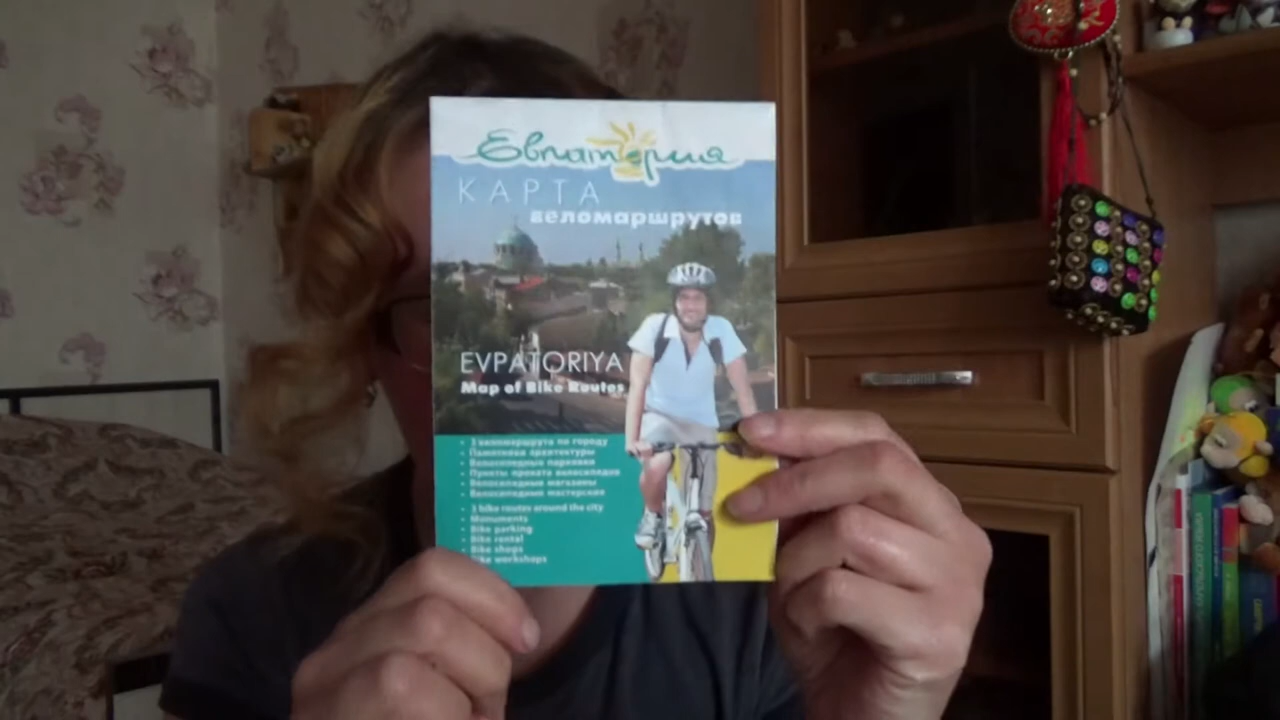 Евпатория
КАРТА
веломаршрутов
EVPATORIYA
Map of Bike Routes
• 3 веломаршрута по городу
• Памятники архитектуры
• Велосипедные парковки
• Пункты проката велосипедов
• Велосипедные магазины
• Велосипедные мастерские
• 3 bike routes around the city
• Monuments
• Bike parking
• Bike rental
• Bike shops
Bike workshops